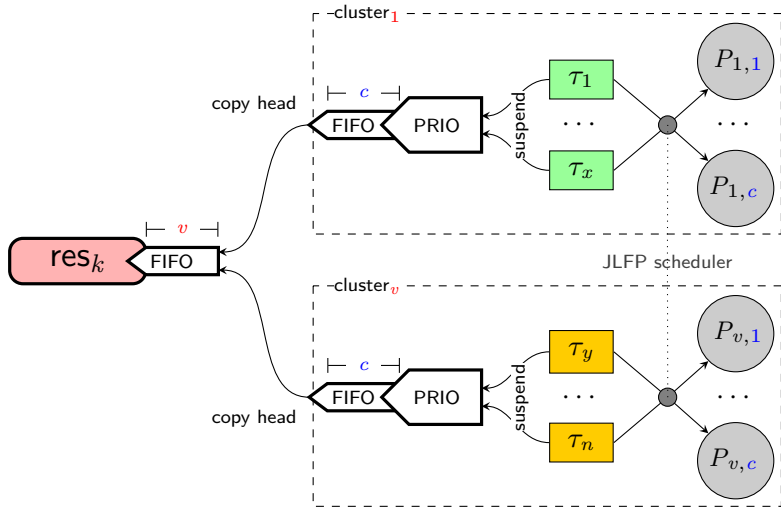 cluster₁
copy head
c
FIFO
PRIO
suspend
τ₁
...
τₓ
P₁,₁
...
P₁,c
v
resₖ
FIFO
JLFP scheduler
clusterᵥ
copy head
c
FIFO
PRIO
suspend
τ_y
...
τₙ
Pᵥ,₁
...
Pᵥ,c